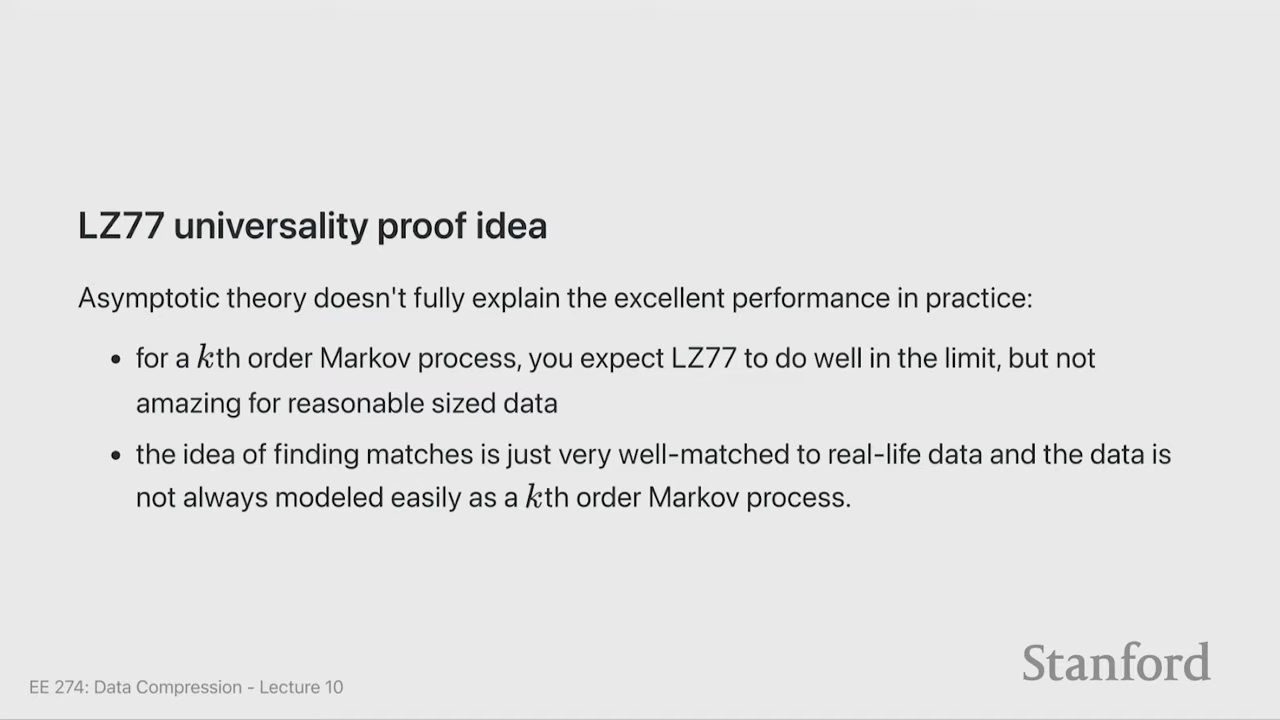 LZ77 universality proof idea
Asymptotic theory doesn't fully explain the excellent performance in practice:
• for a kth order Markov process, you expect LZ77 to do well in the limit, but not
amazing for reasonable sized data
• the idea of finding matches is just very well-matched to real-life data and the data is
not always modeled easily as a kth order Markov process.
Stanford
EE 274: Data Compression - Lecture 10